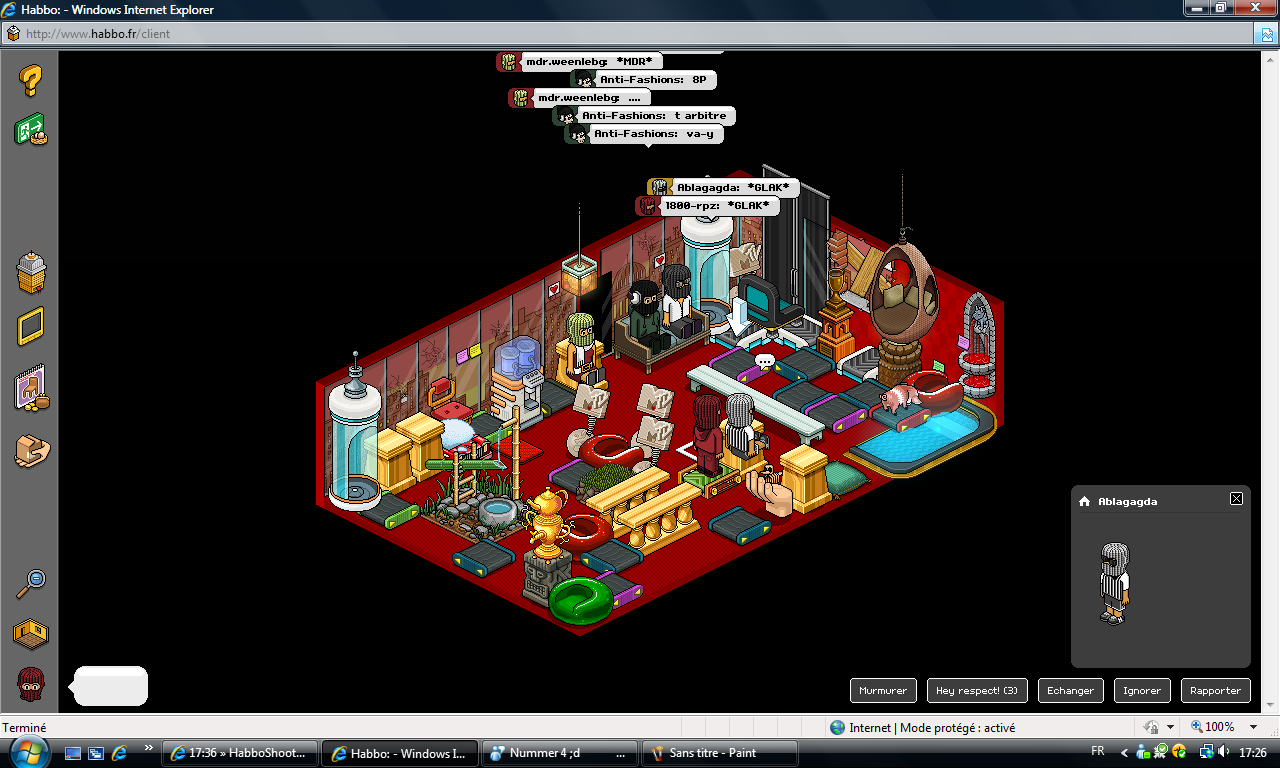 Habbo: - Windows Internet Explorer
http://www.habbo.fr/client
mdr.weenlebg: *MDR*
Anti-Fashions: 8P
mdr.weenlebg: ....
Anti-Fashions: t arbitre
Anti-Fashions: va-y
Ablagagda: *GLAK*
1800-rpz: *GLAK*
...
Ablagagda
Murmurer
Hey respect! (3)
Echanger
Ignorer
Rapporter
Terminé
Internet | Mode protégé : activé
100%
17:36 » HabboShoot...
Habbo: - Windows I...
Nummer 4 ;d ...
Sans titre - Paint
FR
17:26